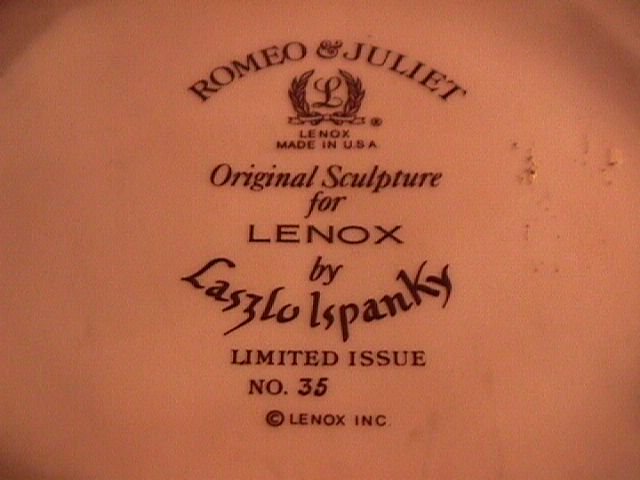 ROMEO & JULIET
L
®
LENOX
MADE IN U.S.A
Original Sculpture
for
LENOX
by
Laszlo Ispanky
LIMITED ISSUE
NO. 35
© LENOX INC.